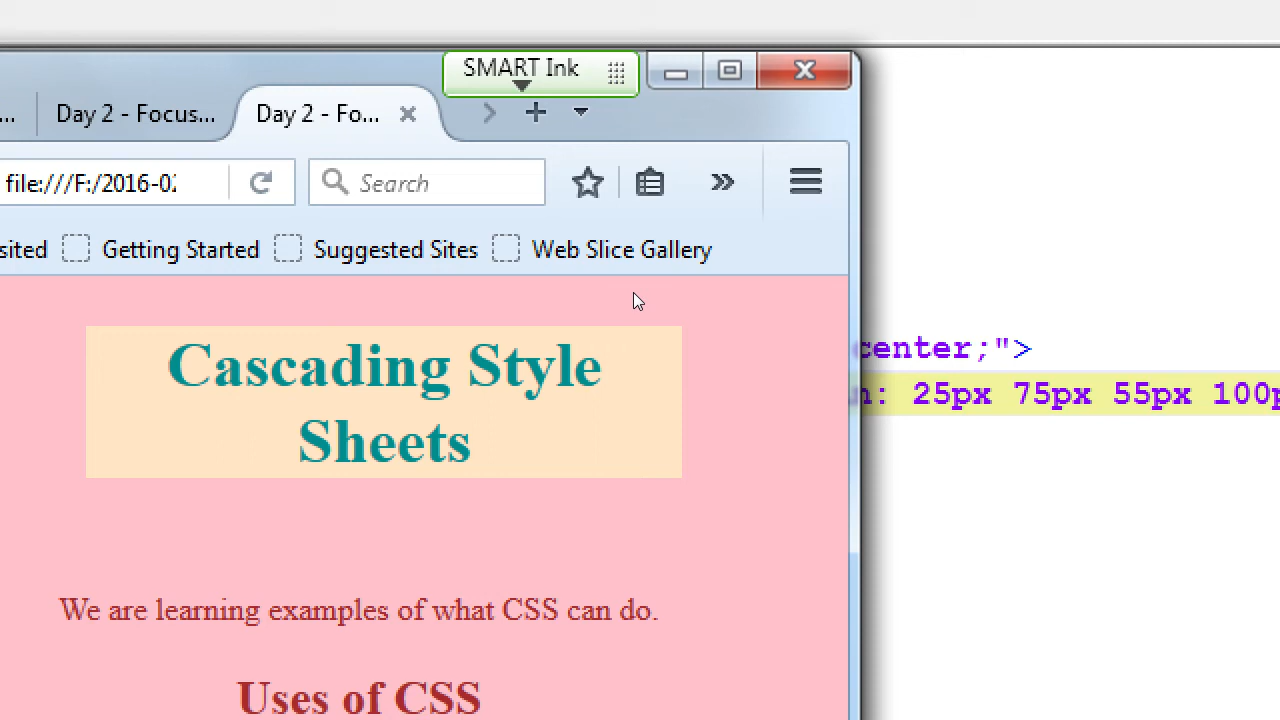 SMART Ink
... Day 2 - Focus... Day 2 - Fo...
file:///F:/2016-02 Search
sited Getting Started Suggested Sites Web Slice Gallery
center;">
n: 25px 75px 55px 100p
Cascading Style
Sheets
We are learning examples of what CSS can do.
Uses of CSS